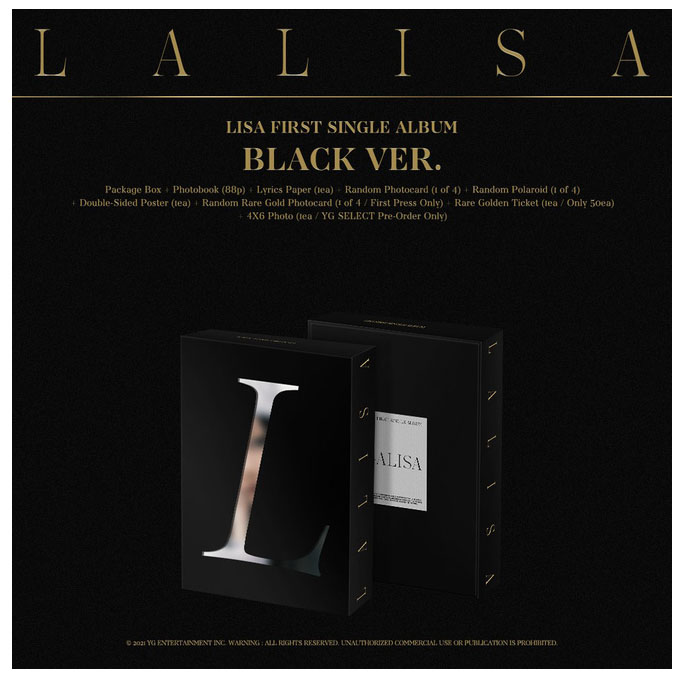 LALISA
LISA FIRST SINGLE ALBUM
BLACK VER.
Package Box + Photobook (88p) + Lyrics Paper (1ea) + Random Photocard (1 of 4) + Random Polaroid (1 of 4)
+ Double-Sided Poster (1ea) + Random Rare Gold Photocard (1 of 4 / First Press Only) + Rare Golden Ticket (1ea / Only 50ea)
+ 4X6 Photo (1ea / YG SELECT Pre-Order Only)
L
LALISA
LALISA
ALISA
© 2021 YG ENTERTAINMENT INC. WARNING : ALL RIGHTS RESERVED. UNAUTHORIZED COMMERCIAL USE OR PUBLICATION IS PROHIBITED.